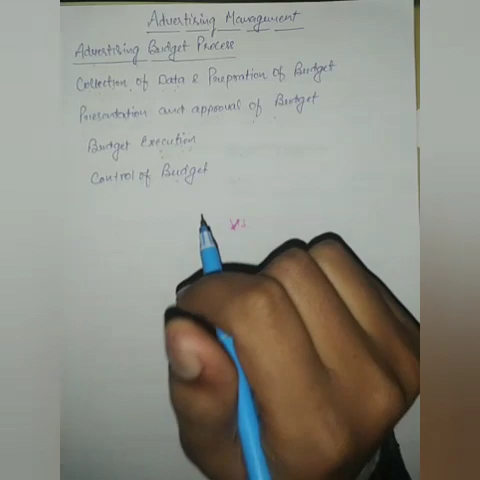 Advertising Management
Advertising Budget Process
Collection of Data & Preparation of Budget
Presentation and approval of Budget
Budget Execution
Control of Budget